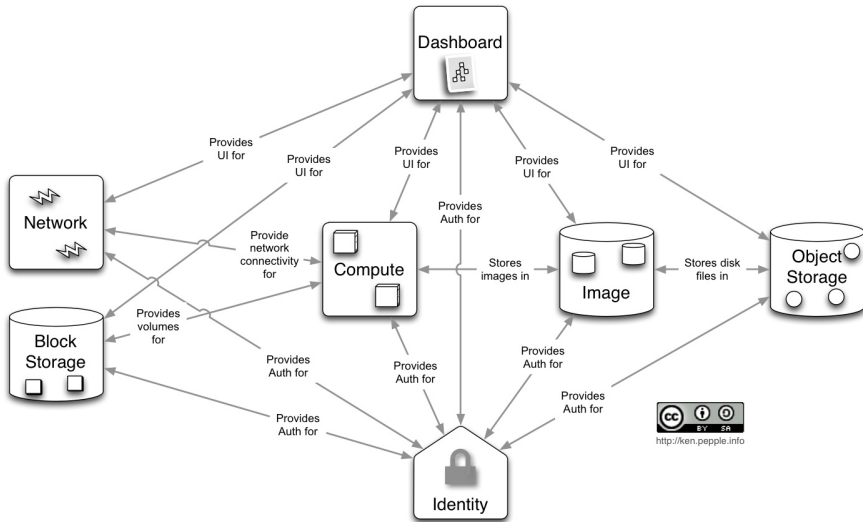 Dashboard
Provides
UI for
Provides
UI for
Provides
UI for
Provides
UI for
Provides
UI for
Network
Provides
Auth for
Provide
network
connectivity
for
Compute
Stores
images in
Image
Stores disk
files in
Object
Storage
Block
Storage
Provides
volumes
for
Provides
Auth for
Provides
Auth for
Provides
Auth for
Provides
Auth for
Provides
Auth for
cc
BY SA
http://ken.pepple.info
Identity